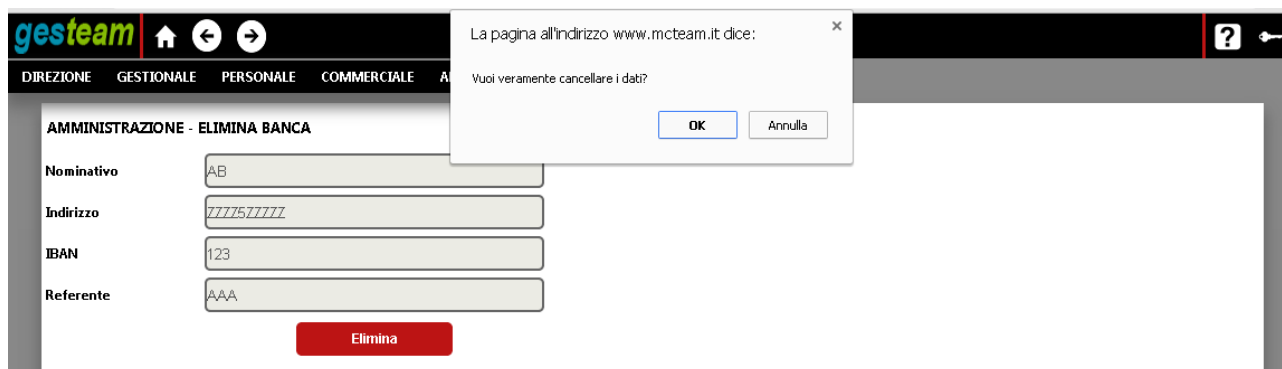 gesteam
?
La pagina all'indirizzo www.mcteam.it dice:
×
Vuoi veramente cancellare i dati?
OK Annulla
DIREZIONE GESTIONALE PERSONALE COMMERCIALE
AMMINISTRAZIONE - ELIMINA BANCA
Nominativo AB
Indirizzo ZZZZ5ZZZZZ
IBAN 123
Referente AAA
Elimina